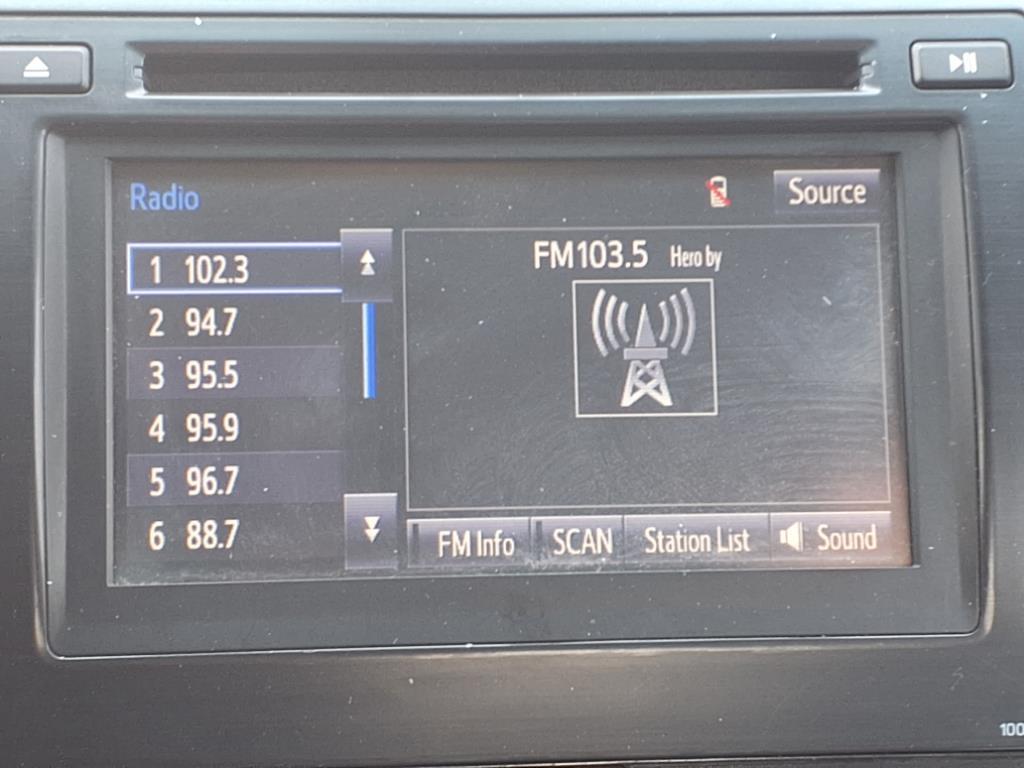 Radio
Source
FM103.5 Hero by
1 102.3
2 94.7
3 95.5
4 95.9
5 96.7
6 88.7
FM Info SCAN Station List Sound
100